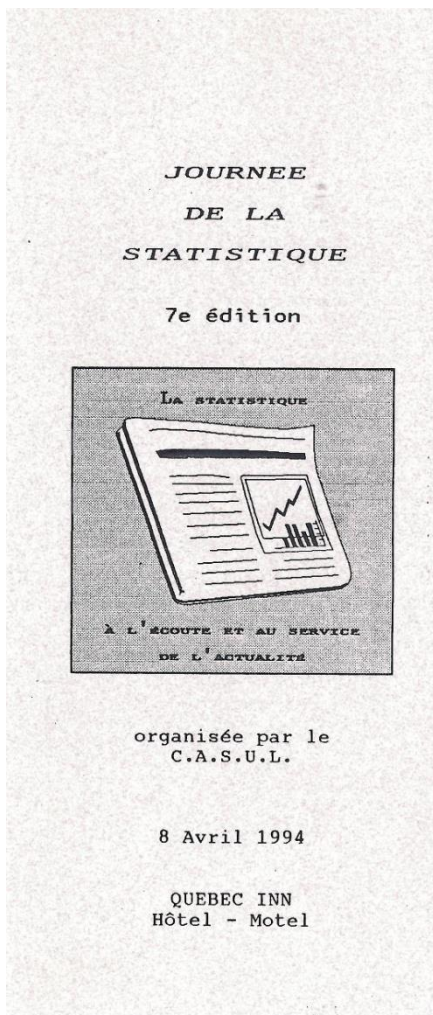 JOURNEE
DE LA
STATISTIQUE
7e édition
LA STATISTIQUE
À L'ÉCOUTE ET AU SERVICE
DE L'ACTUALITÉ
organisée par le
C.A.S.U.L.
8 Avril 1994
QUEBEC INN
Hôtel - Motel